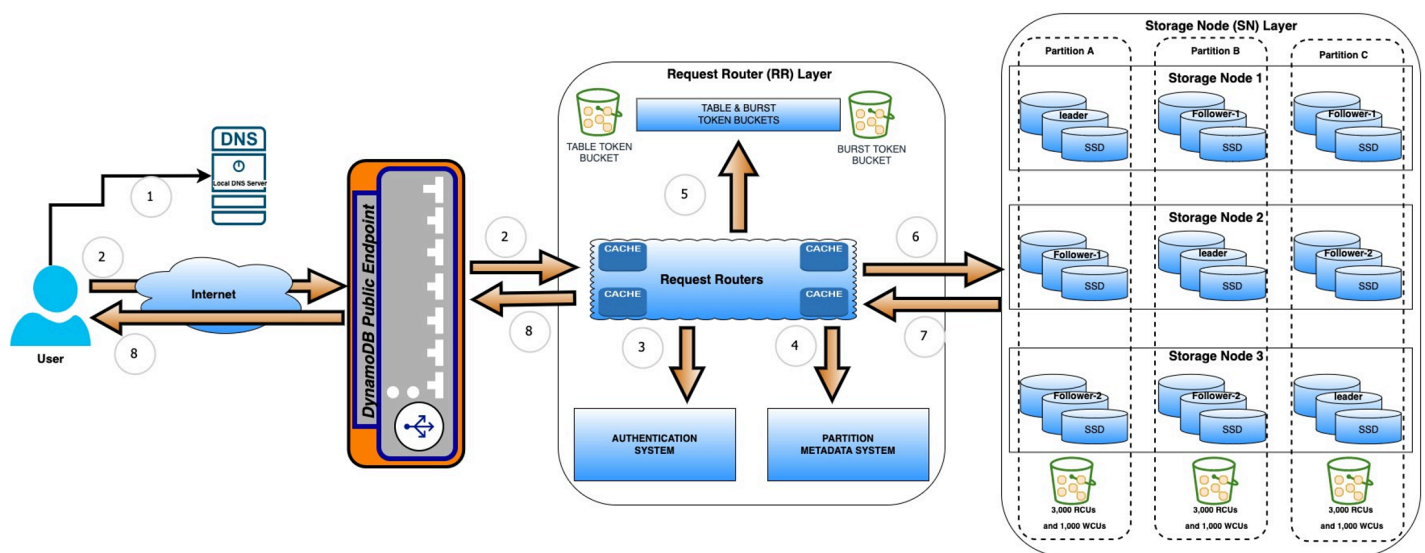 Storage Node (SN) Layer
Partition A
Partition B
Partition C
Request Router (RR) Layer
Storage Node 1
TABLE & BURST
TOKEN BUCKETS
TABLE TOKEN
BUCKET
BURST TOKEN
BUCKET
leader
SSD
Follower-1
SSD
Follower-1
SSD
DNS
Local DNS Server
1
5
Storage Node 2
2
2
6
CACHE
CACHE
Follower-1
SSD
leader
SSD
Follower-2
SSD
Internet
DynamoDB Public Endpoint
Request Routers
CACHE
CACHE
User
8
8
3
4
7
Storage Node 3
Follower-2
SSD
Follower-2
SSD
leader
SSD
AUTHENTICATION
SYSTEM
PARTITION
METADATA SYSTEM
3,000 RCUs
and 1,000 WCUs
3,000 RCUs
and 1,000 WCUs
3,000 RCUs
and 1,000 WCUs